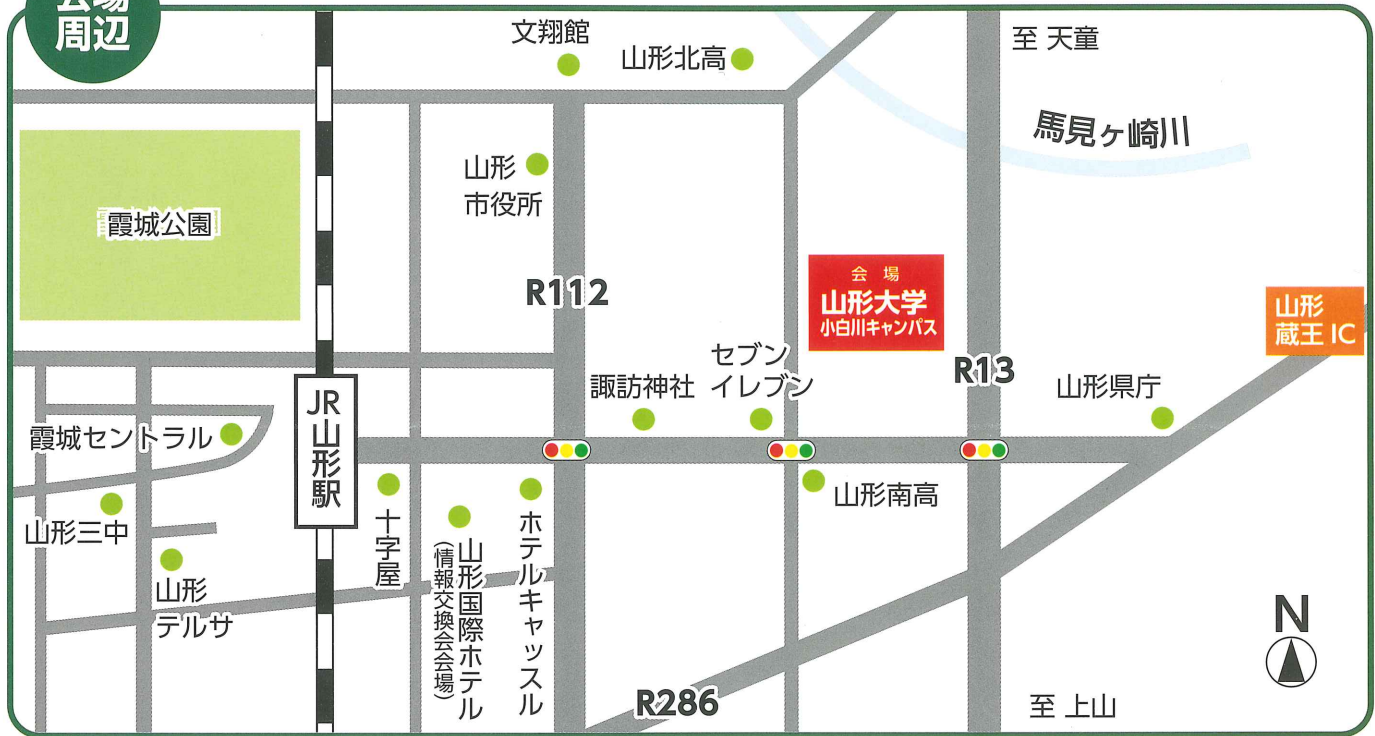 会場
周辺
文翔館
山形北高
至 天童
馬見ヶ崎川
山形
市役所
霞城公園
R112
会 場
山形大学
小白川キャンパス
山形
蔵王 IC
セブン
イレブン
諏訪神社
R13
山形県庁
JR
山形駅
霞城セントラル
山形三中
山形
テルサ
十字屋
山形国際ホテル
（情報交換会会場）
ホテルキャッスル
山形南高
R286
N
至 上山